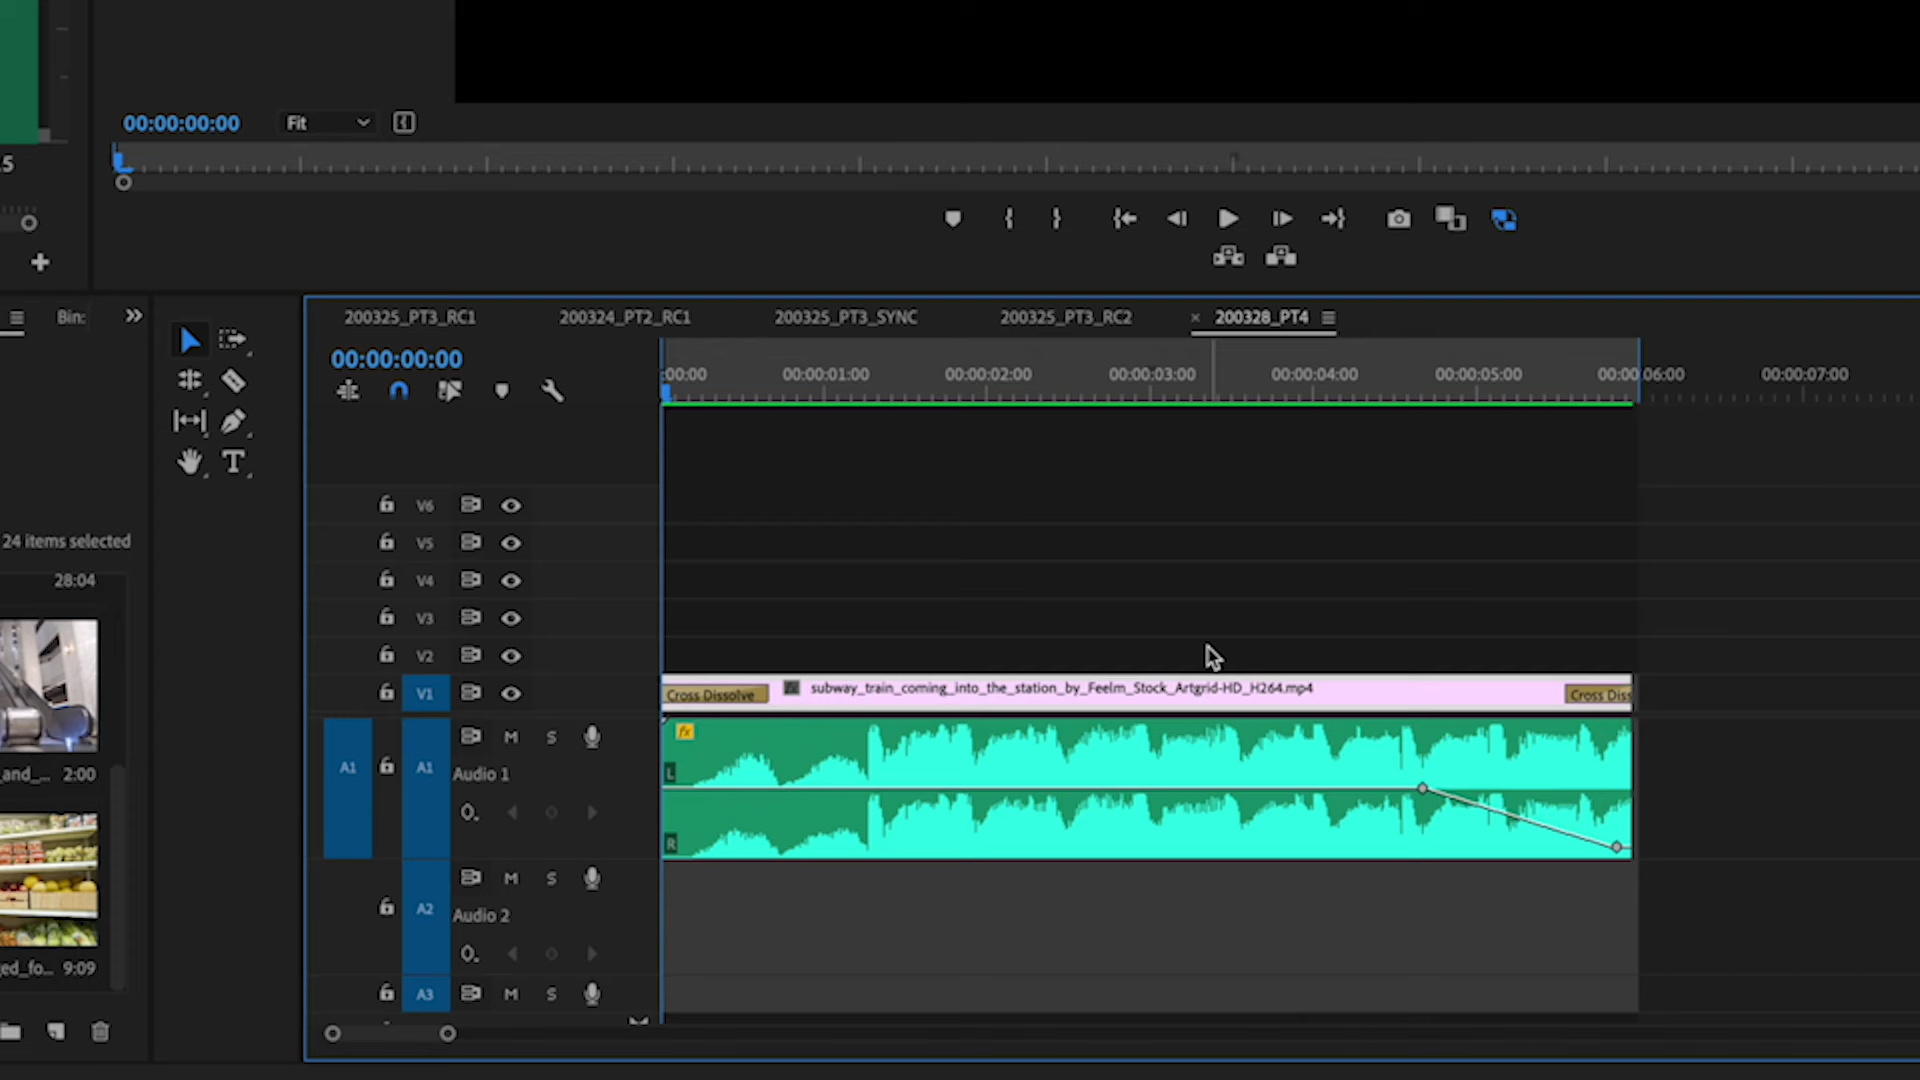 00:00:00:00 Fit
:5
Bin:
200325_PT3_RC1 200324_PT2_RC1 200325_PT3_SYNC 200325_PT3_RC2 × 200328_PT4
00:00:00:00
:00:00 00:00:01:00 00:00:02:00 00:00:03:00 00:00:04:00 00:00:05:00 00:00:06:00 00:00:07:00
24 items selected
28:04
_and_... 2:00
ed_fo... 9:09
V6
V5
V4
V3
V2
V1
Cross Dissolve fx subway_train_coming_into_the_station_by_Feelm_Stock_Artgrid-HD_H264.mp4 Cross Diss
A1 A1 M S
Audio 1
fx
L
R
A2 M S
Audio 2
A3 M S